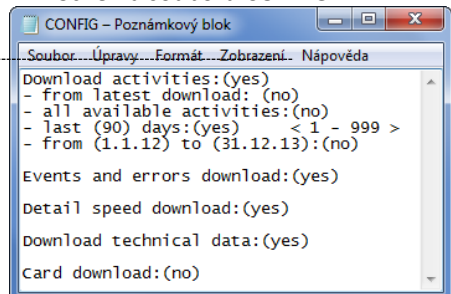 CONFIG – Poznámkový blok
Soubor Úpravy Formát Zobrazení Nápověda
Download activities:(yes)
- from latest download: (no)
- all available activities:(no)
- last (90) days:(yes) < 1 - 999 >
- from (1.1.12) to (31.12.13):(no)
Events and errors download:(yes)
Detail speed download:(yes)
Download technical data:(yes)
Card download:(no)